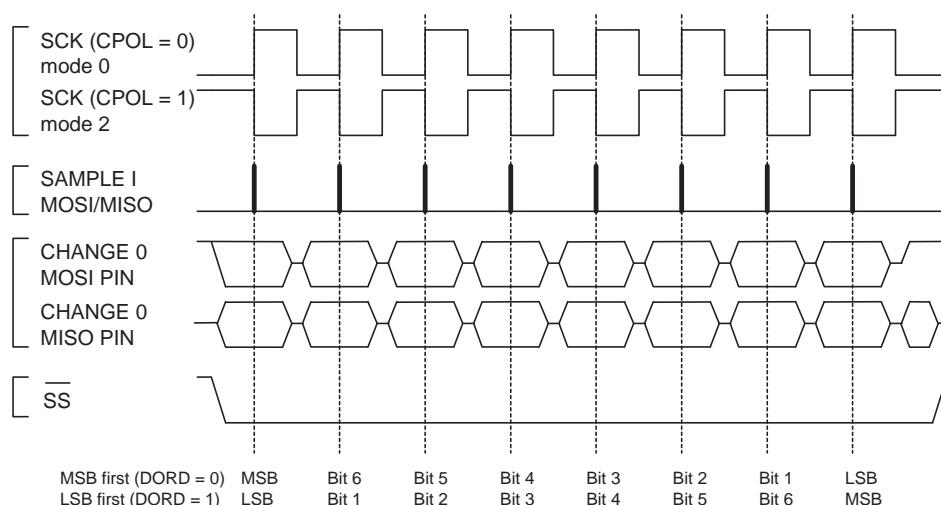 SCK (CPOL = 0)
mode 0
SCK (CPOL = 1)
mode 2
SAMPLE I
MOSI/MISO
CHANGE 0
MOSI PIN
CHANGE 0
MISO PIN
SS
MSB first (DORD = 0) MSB Bit 6 Bit 5 Bit 4 Bit 3 Bit 2 Bit 1 LSB
LSB first (DORD = 1) LSB Bit 1 Bit 2 Bit 3 Bit 4 Bit 5 Bit 6 MSB